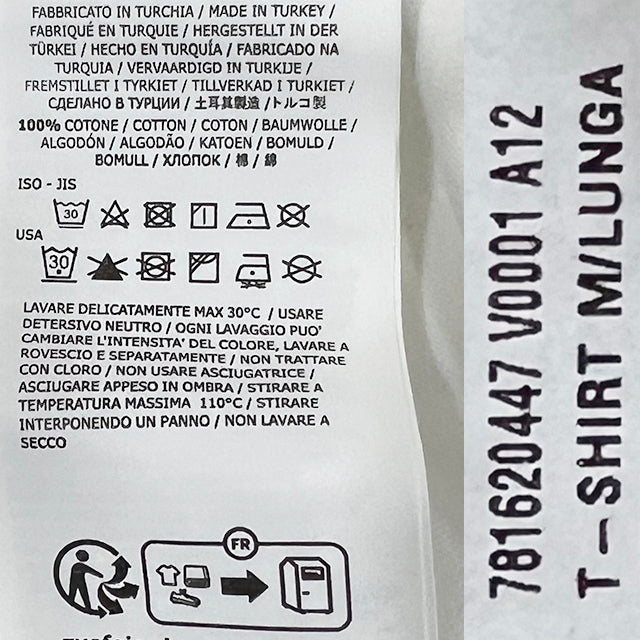 FABBRICATO IN TURCHIA / MADE IN TURKEY /
FABRIQUÉ EN TURQUIE / HERGESTELLT IN DER
TÜRKEI / HECHO EN TURQUÍA / FABRICADO NA
TURQUIA / VERVAARDIGD IN TURKIJE /
FREMSTILLET I TYRKIET / TILLVERKAD I TURKIET /
СДЕЛАНО В ТУРЦИИ / 土耳其製造 / トルコ製
100% COTONE / COTTON / COTON / BAUMWOLLE /
ALGODÓN / ALGODÃO / KATOEN / BOMULD /
BOMULL / ХЛОПОК / 棉 / 綿
ISO - JIS
30
USA
30
LAVARE DELICATAMENTE MAX 30°C / USARE
DETERSIVO NEUTRO / OGNI LAVAGGIO PUO'
CAMBIARE L'INTENSITA' DEL COLORE, LAVARE A
ROVESCIO E SEPARATAMENTE / NON TRATTARE
CON CLORO / NON USARE ASCIUGATRICE /
ASCIUGARE APPESO IN OMBRA / STIRARE A
TEMPERATURA MASSIMA 110°C / STIRARE
INTERPONENDO UN PANNO / NON LAVARE A
SECCO
FR
781620447 V0001 A12
T-SHIRT M/LUNGA